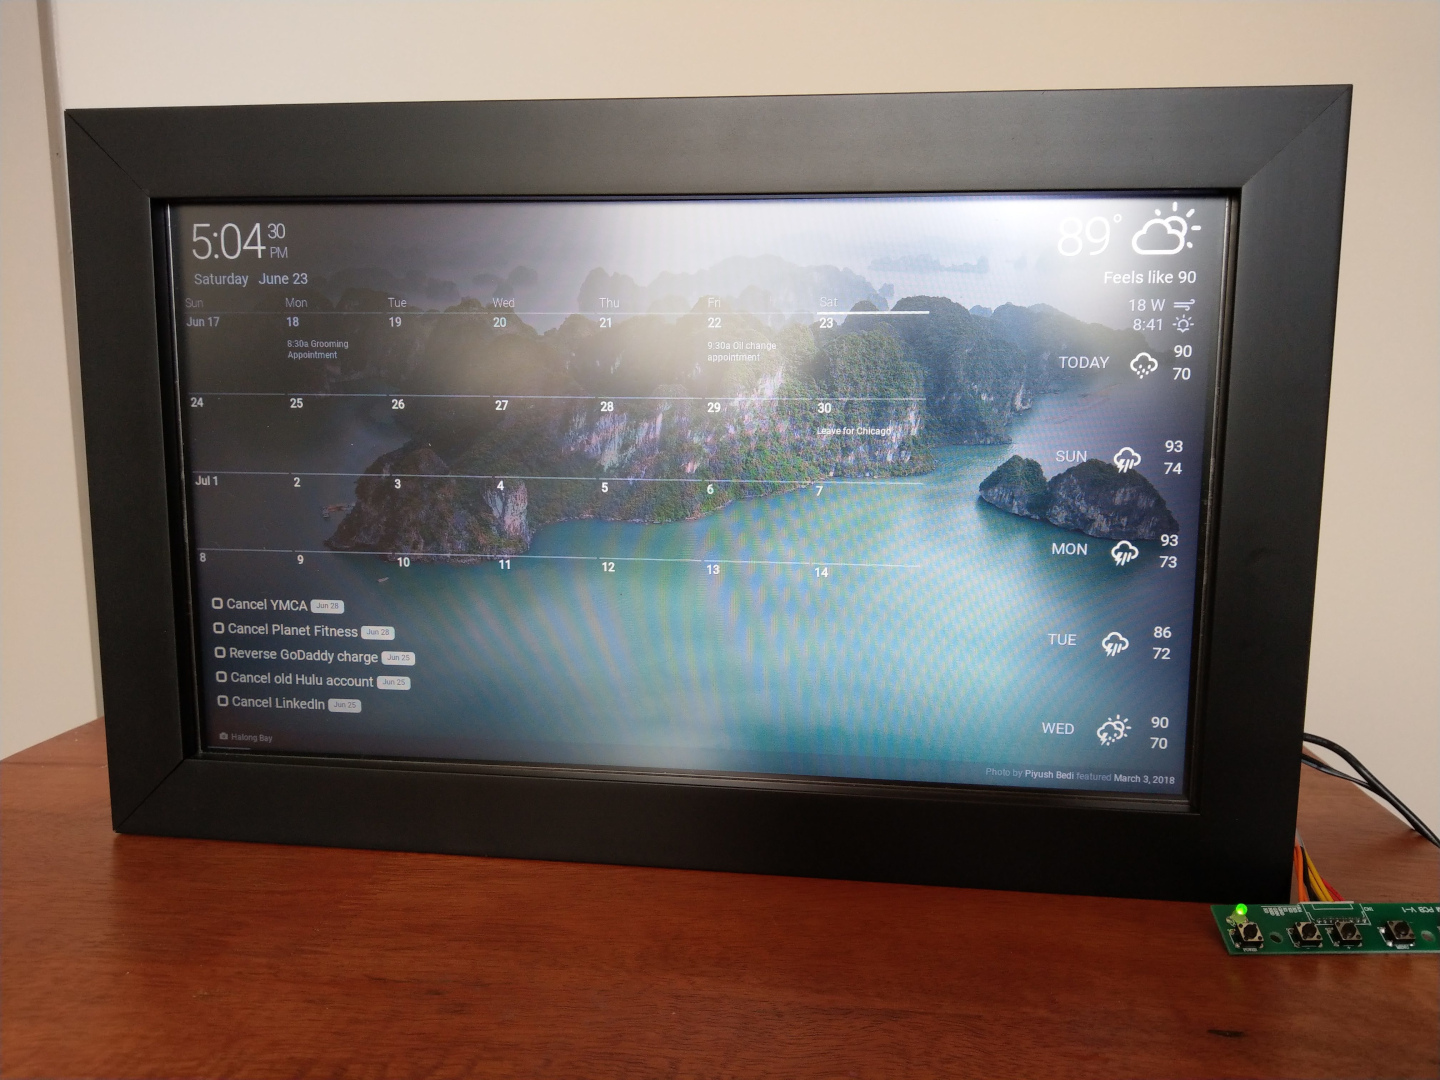 5:04 30 PM
Saturday June 23
Sun Mon Tue Wed Thu Fri Sat
Jun 17 18 19 20 21 22 23
8:30a Grooming Appointment
9:30a Oil change appointment
24 25 26 27 28 29 30
Leave for Chicago
Jul 1 2 3 4 5 6 7
8 9 10 11 12 13 14
Cancel YMCA Jun 28
Cancel Planet Fitness Jun 28
Reverse GoDaddy charge Jun 25
Cancel old Hulu account Jun 25
Cancel LinkedIn Jun 25
Halong Bay
89°
Feels like 90
18 W
8:41
TODAY 90 70
SUN 93 74
MON 93 73
TUE 86 72
WED 90 70
Photo by Piyush Bedi featured March 3, 2018
PCB V-1